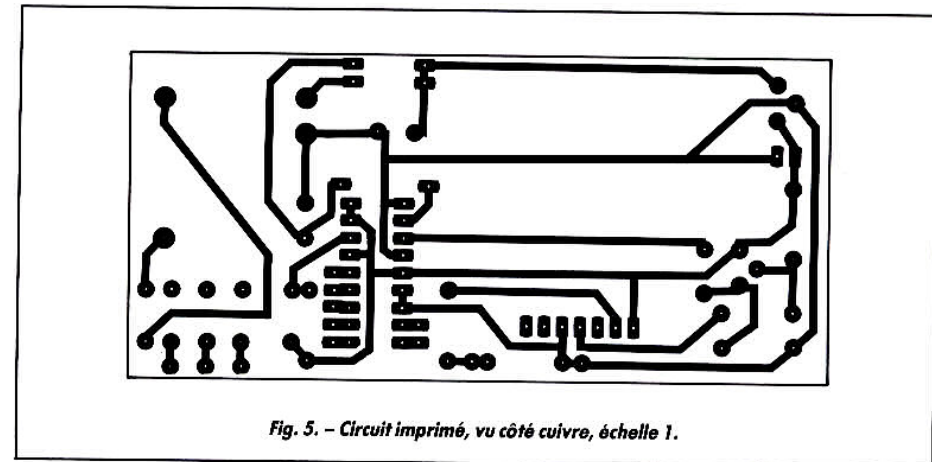 Fig. 5. – Circuit imprimé, vu côté cuivre, échelle 1.